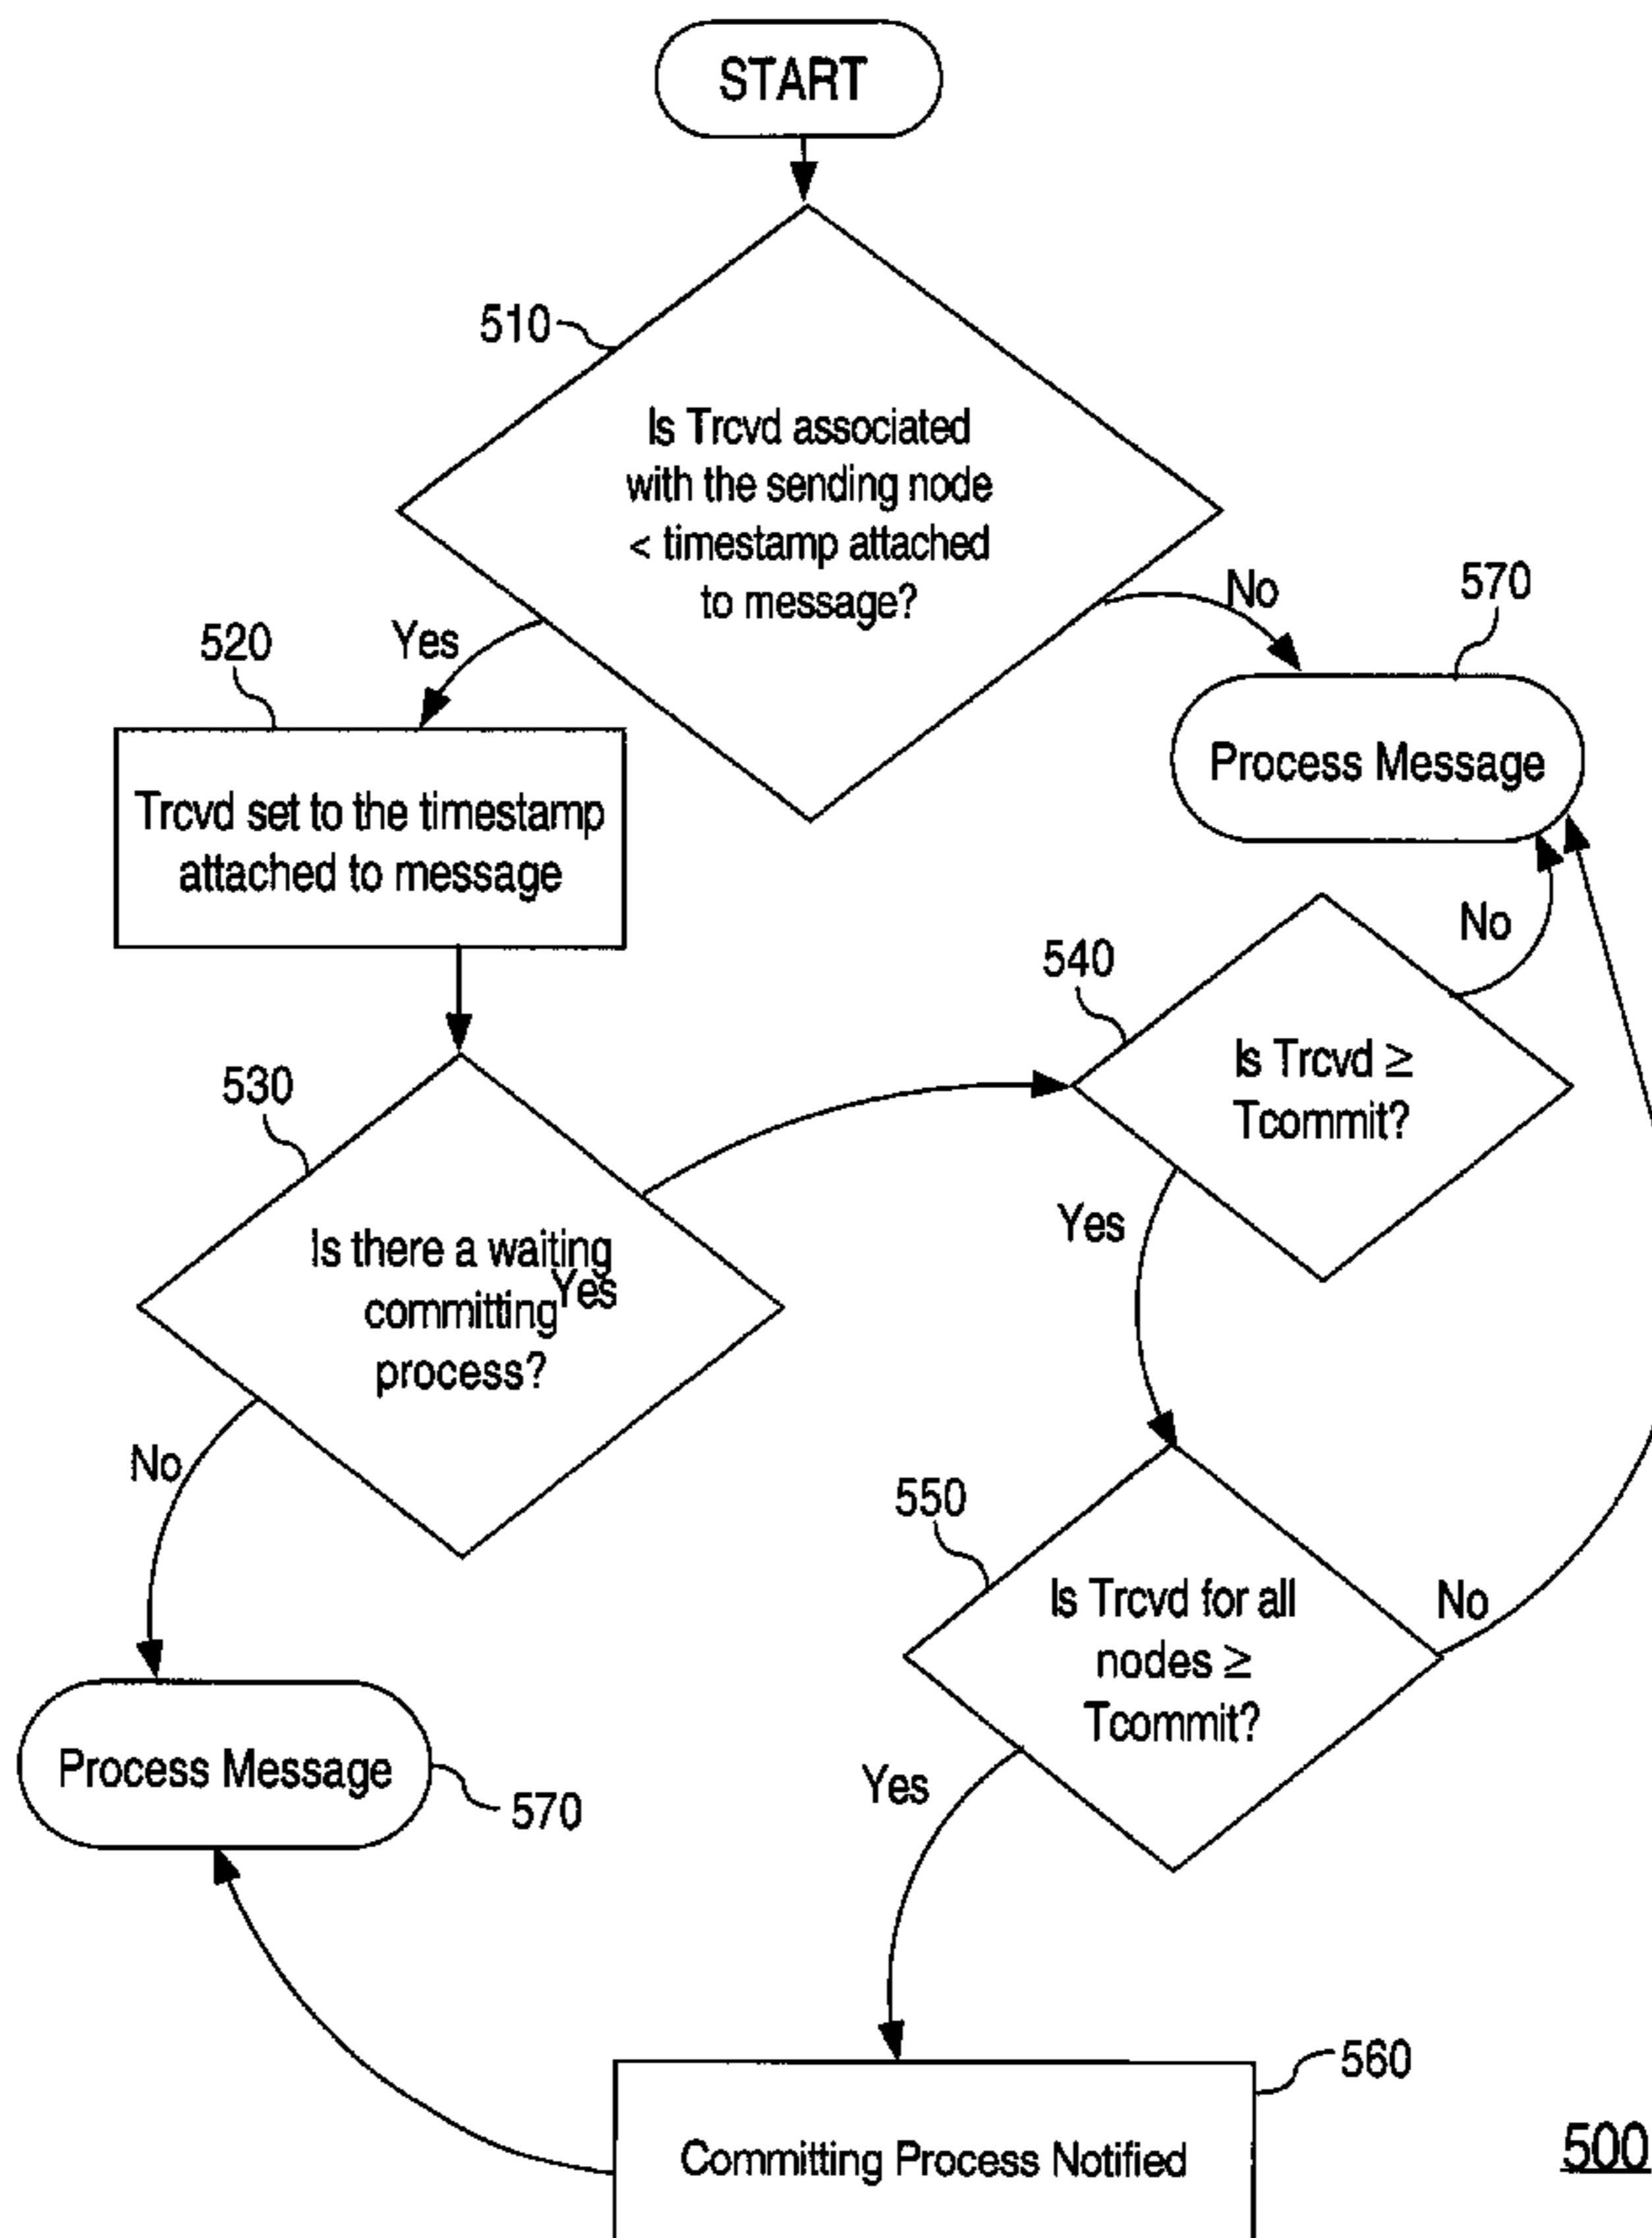 START
510
Is Trcvd associated
with the sending node
< timestamp attached
to message?
No
570
Yes
520
Process Message
Trcvd set to the timestamp
attached to message
No
540
Is Trcvd ≥
Tcommit?
530
Yes
Is there a waiting
committing
process?
Yes
No
550
Is Trcvd for all
nodes ≥
Tcommit?
No
Process Message
570
Yes
560
Committing Process Notified
500